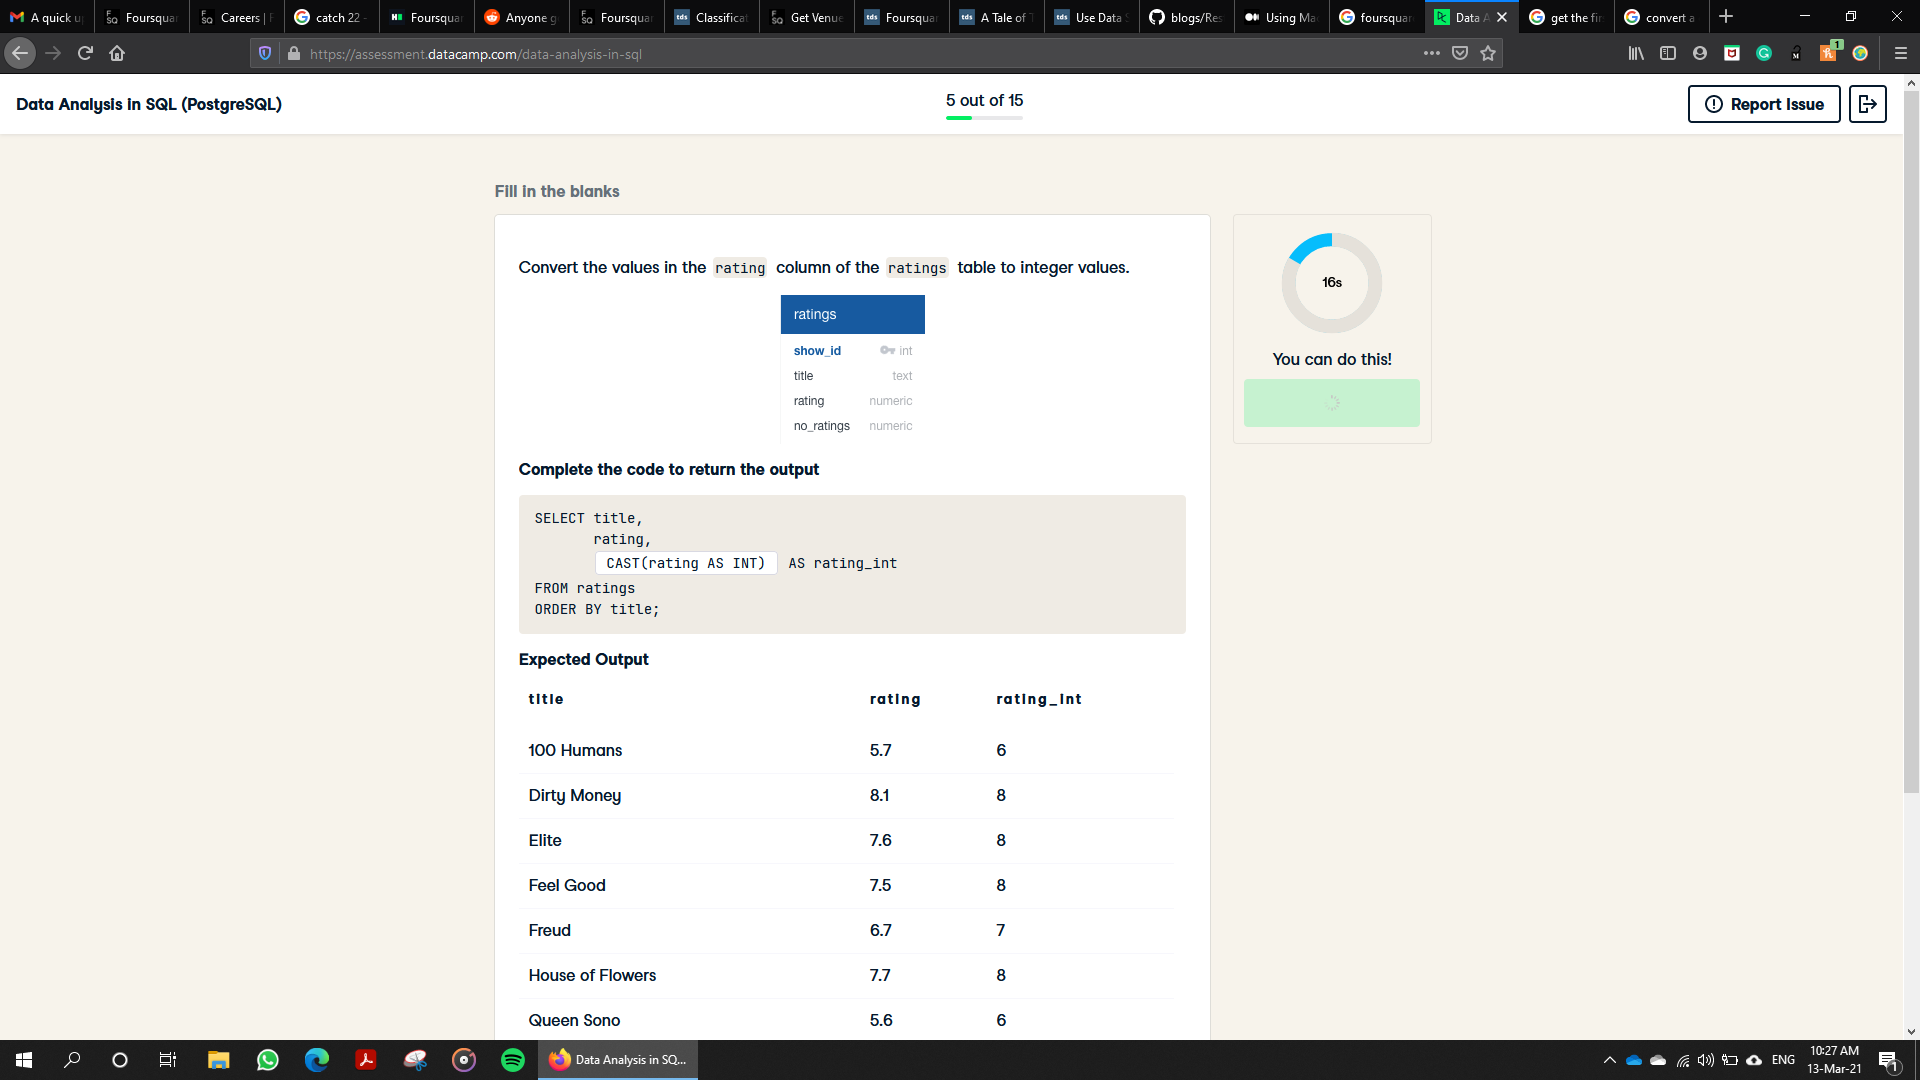 A quick u
Foursquar
Careers | F
catch 22 -
Foursquar
Anyone g
Foursquar
Classificat
Get Venue
Foursquar
A Tale of T
Use Data S
blogs/Res
Using Mac
foursquar
Data A
get the fir
convert a
https://assessment.datacamp.com/data-analysis-in-sql
1
Data Analysis in SQL (PostgreSQL)
5 out of 15
Report Issue
Fill in the blanks
Convert the values in the rating column of the ratings table to integer values.
16s
ratings
show_id int
title text
You can do this!
rating numeric
no_ratings numeric
Complete the code to return the output
SELECT title,
rating,
CAST(rating AS INT) AS rating_int
FROM ratings
ORDER BY title;
Expected Output
title rating rating_int
100 Humans 5.7 6
Dirty Money 8.1 8
Elite 7.6 8
Feel Good 7.5 8
Freud 6.7 7
House of Flowers 7.7 8
Queen Sono 5.6 6
Data Analysis in SQ...
ENG
10:27 AM
13-Mar-21
1